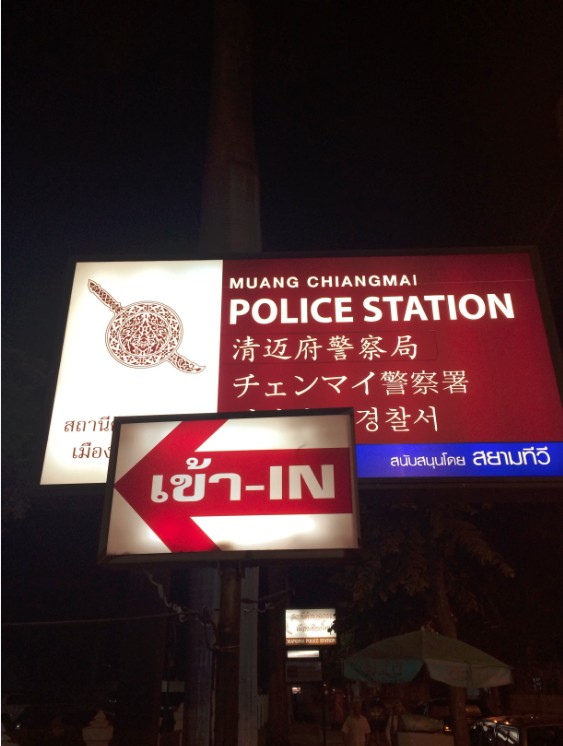 MUANG CHIANGMAI
POLICE STATION
清迈府警察局
チェンマイ警察署
경찰서
สถานี
เมือง
สนับสนุนโดย สยามทีวี
เข้า-IN